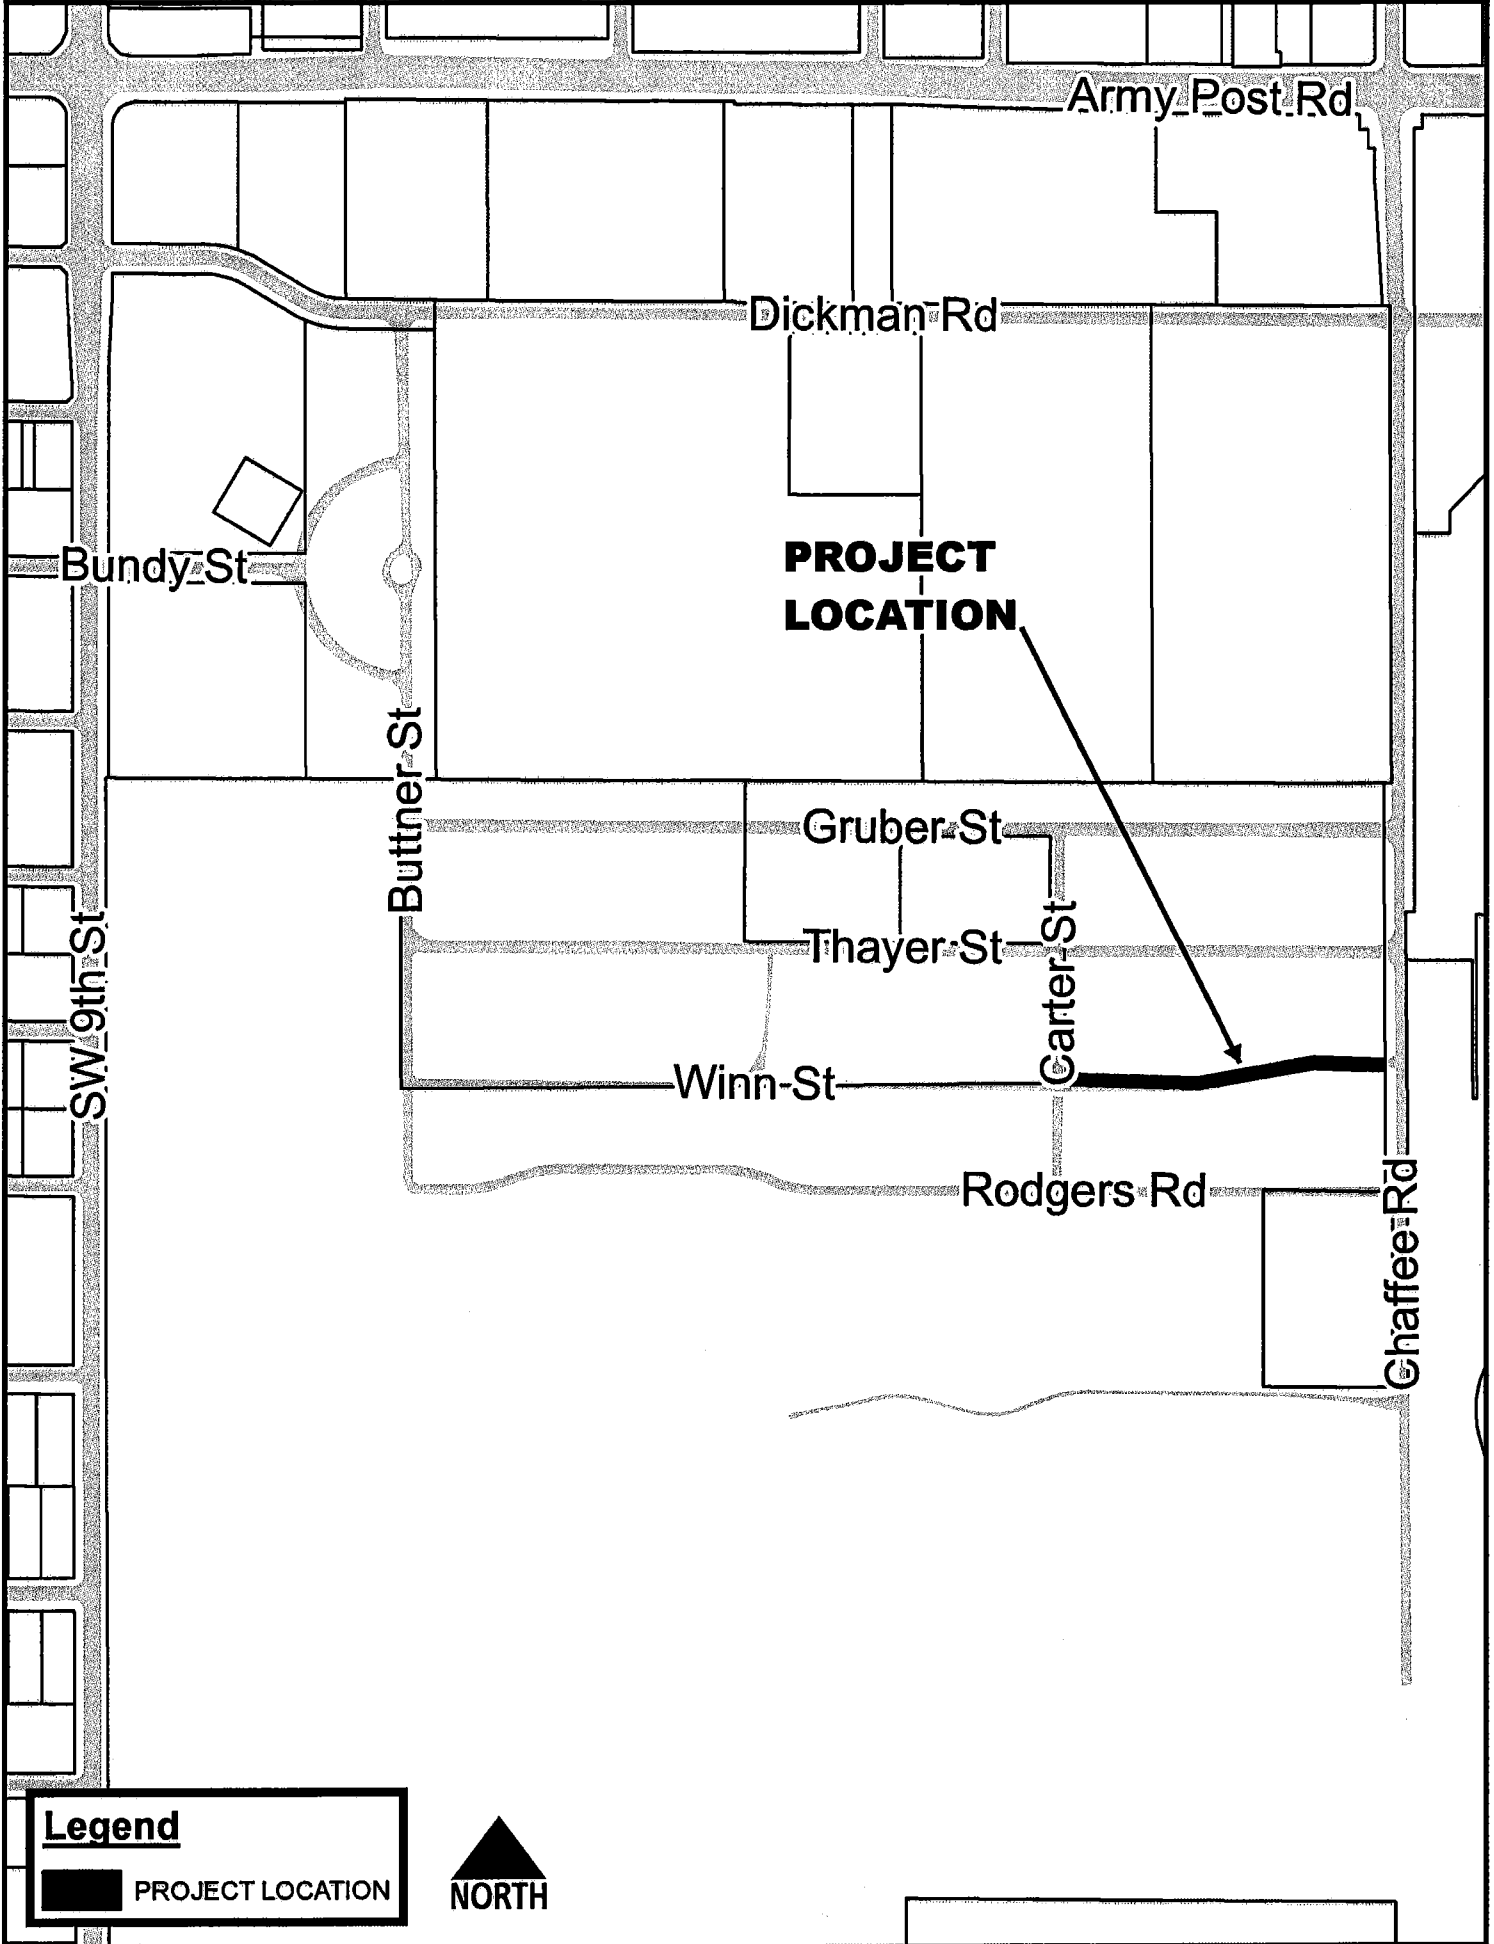 Army Post Rd
Dickman Rd
PROJECT
LOCATION
Bundy St
Buttner St
Gruber St
Thayer St
Carter St
SW 9th St
Winn St
Rodgers Rd
Chaffee Rd
Legend
PROJECT LOCATION
NORTH